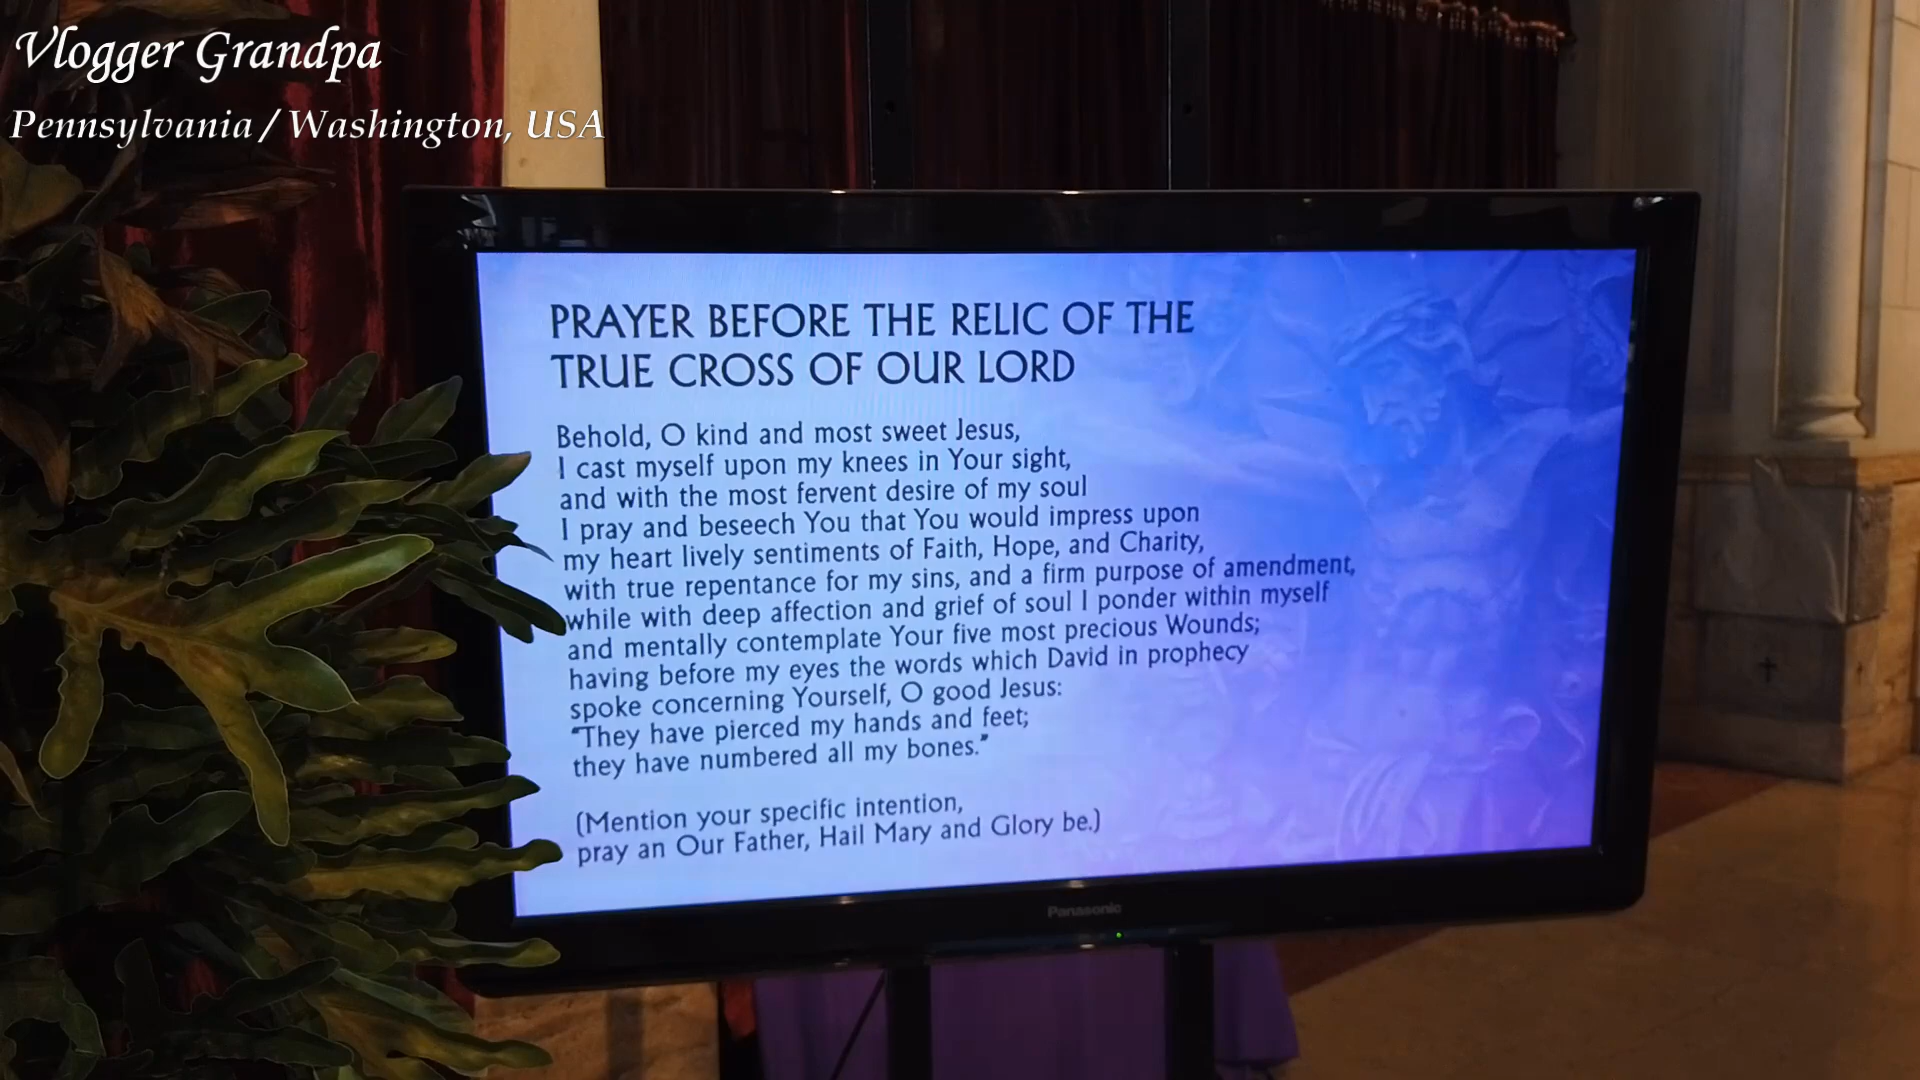 Vlogger Grandpa
Pennsylvania / Washington, USA
PRAYER BEFORE THE RELIC OF THE
TRUE CROSS OF OUR LORD
Behold, O kind and most sweet Jesus,
I cast myself upon my knees in Your sight,
and with the most fervent desire of my soul
I pray and beseech You that You would impress upon
my heart lively sentiments of Faith, Hope, and Charity,
with true repentance for my sins, and a firm purpose of amendment,
while with deep affection and grief of soul I ponder within myself
and mentally contemplate Your five most precious Wounds;
having before my eyes the words which David in prophecy
spoke concerning Yourself, O good Jesus:
"They have pierced my hands and feet;
they have numbered all my bones."
(Mention your specific intention,
pray an Our Father, Hail Mary and Glory be.)
Panasonic